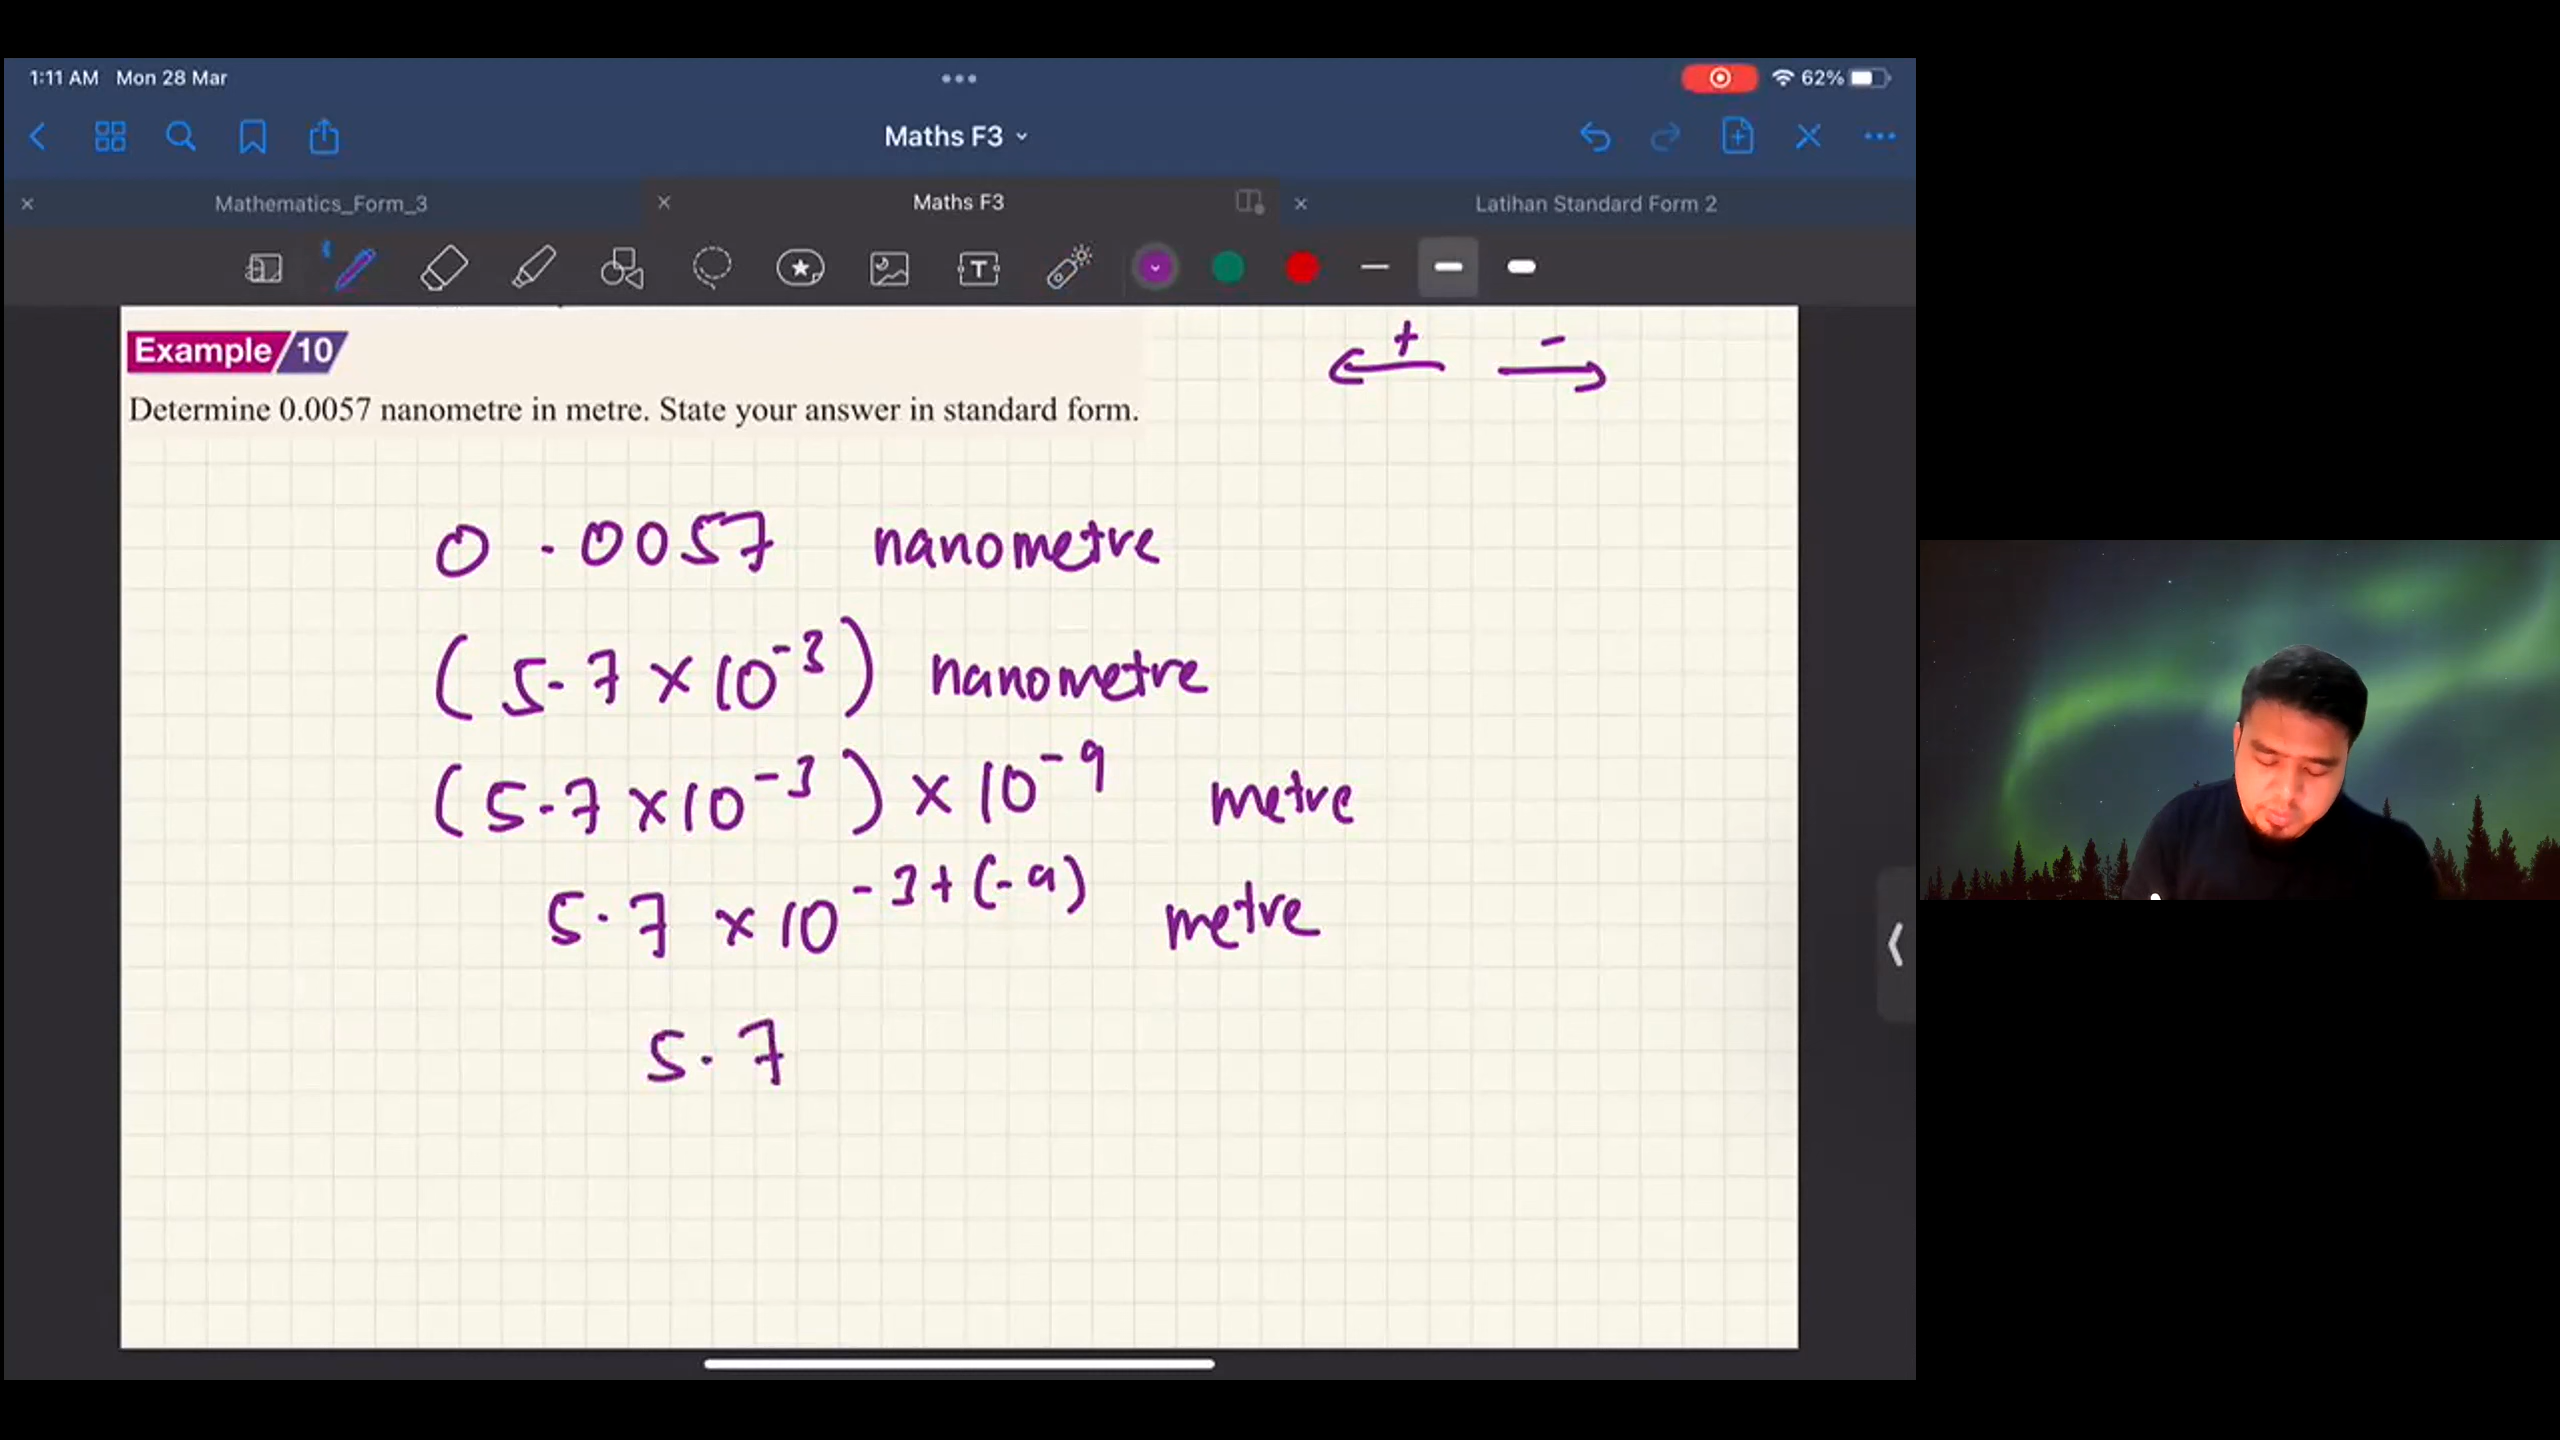 1:11 AM Mon 28 Mar
62%
Maths F3
Mathematics_Form_3
Maths F3
Latihan Standard Form 2
T
Example 10
+ -
Determine 0.0057 nanometre in metre. State your answer in standard form.
0.0057 nanometre
(5.7 × 10⁻³) nanometre
(5.7 × 10⁻³) × 10⁻⁹ metre
5.7 × 10⁻³⁺⁽⁻⁹⁾ metre
5.7